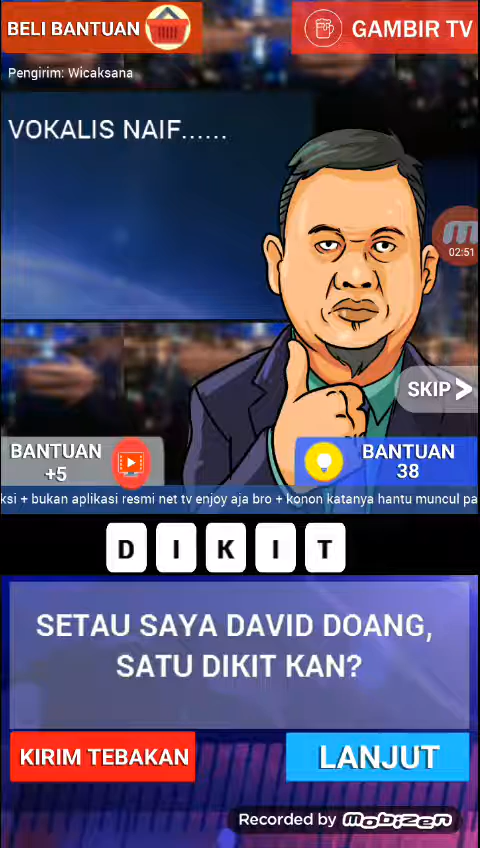 BELI BANTUAN
GAMBIR TV
Pengirim: Wicaksana
VOKALIS NAIF......
02:51
SKIP
BANTUAN
+5
BANTUAN
38
ksi + bukan aplikasi resmi net tv enjoy aja bro + konon katanya hantu muncul pa
DIKIT
SETAU SAYA DAVID DOANG,
SATU DIKIT KAN?
KIRIM TEBAKAN
LANJUT
Recorded by mobizen